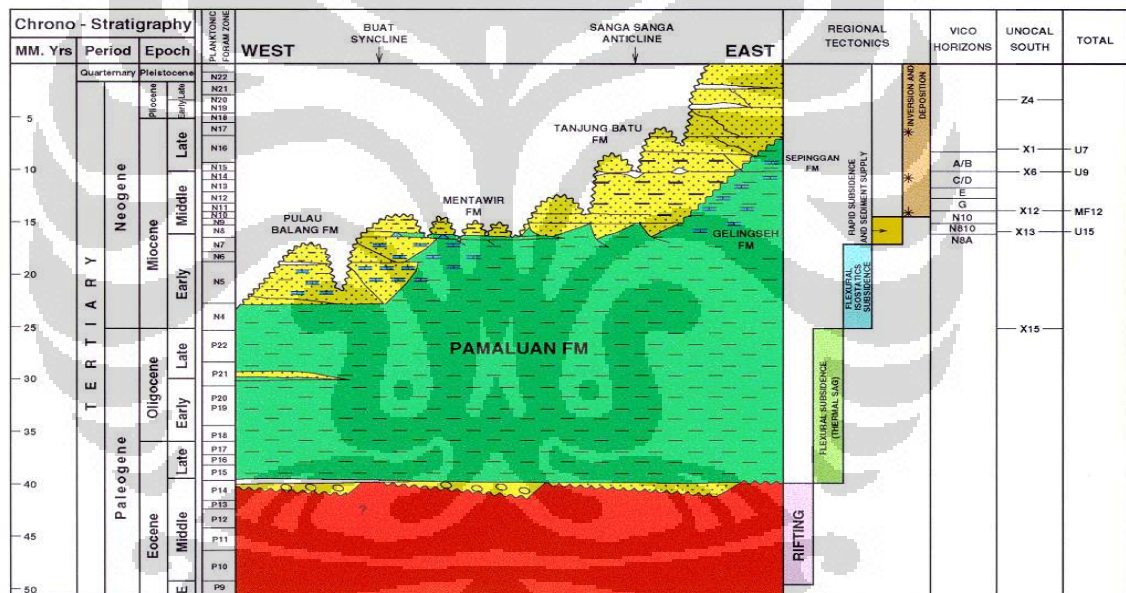 Chrono - Stratigraphy
MM. Yrs Period Epoch
PLANKTONIC
FORAM ZONE
WEST
BUAT
SYNCLINE
SANGA SANGA
ANTICLINE
EAST
REGIONAL
TECTONICS
VICO
HORIZONS
UNOCAL
SOUTH
TOTAL
Quarternary
Pleistocene
TERTIARY
Neogene
Paleogene
Pliocene
Late
Early
Miocene
Late
Middle
Early
Oligocene
Late
Early
Eocene
Late
Middle
E.
5
10
15
20
25
30
35
40
45
50
N22
N21
N20
N19
N18
N17
N16
N15
N14
N13
N12
N11
N10
N9
N8
N7
N6
N5
N4
P22
P21
P20
P19
P18
P17
P16
P15
P14
P13
P12
P11
P10
P9
PULAU
BALANG FM
MENTAWIR
FM
TANJUNG BATU
FM
SEPINGGAN
FM
GELINGSEH
FM
PAMALUAN FM
?
RIFTING
FLEXURAL SUBSIDENCE
(THERMAL SAG)
FLEXURAL
ISOSTATICS
SUBSIDENCE
RAPID SUBSIDENCE
AND SEDIMENT SUPPLY
INVERSION AND
DEPOSITION
A/B
C/D
E
G
N10
N810
N8A
Z4
X1
X6
X12
X13
X15
U7
U9
MF12
U15